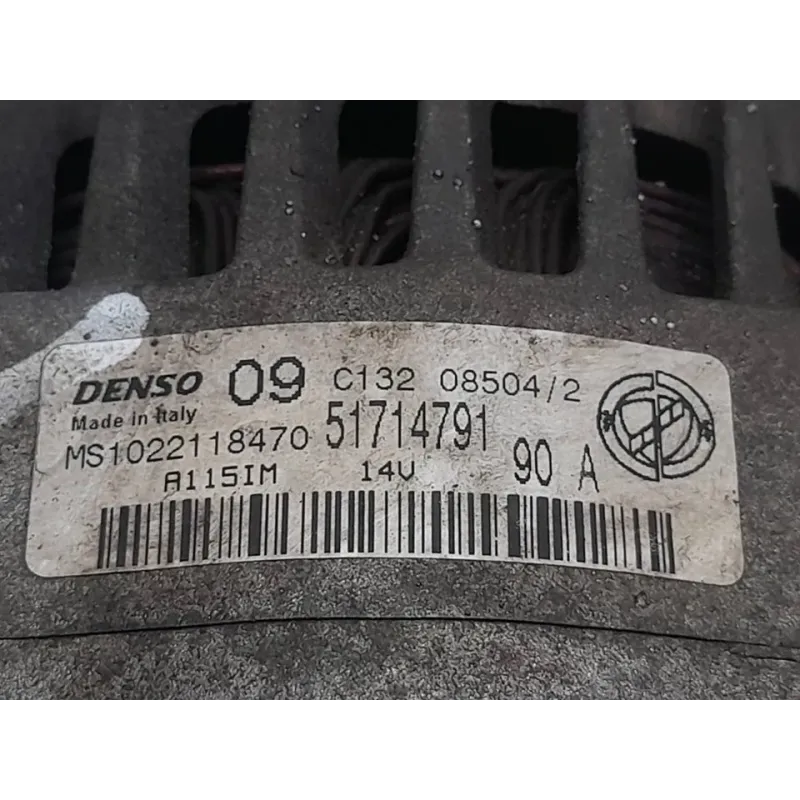 DENSO 09 C132 08504/2
Made in Italy
MS1022118470 51714791 90 A
A115IM 14V